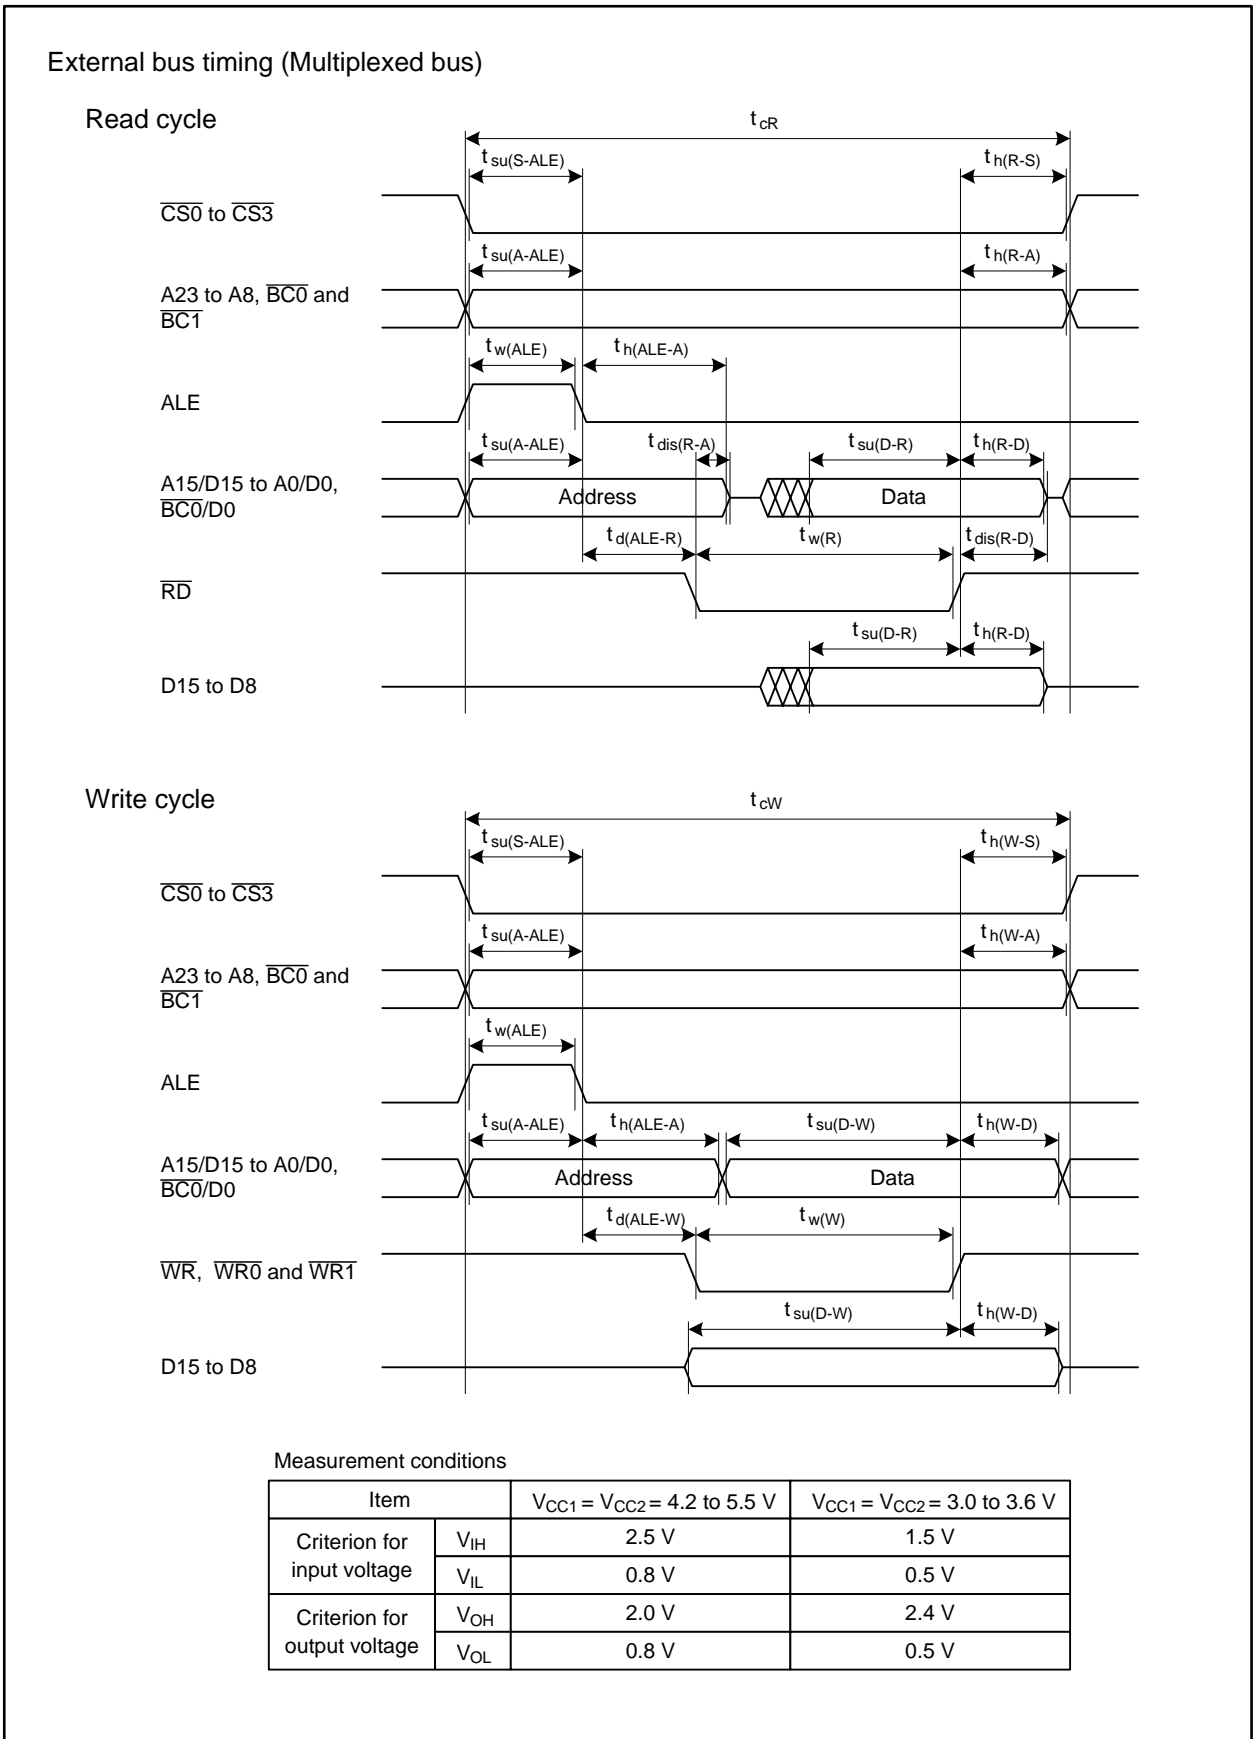 External bus timing (Multiplexed bus)
Read cycle
tcR
tsu(S-ALE)
th(R-S)
CS0 to CS3
tsu(A-ALE)
th(R-A)
A23 to A8, BC0 and
BC1
tw(ALE)
th(ALE-A)
ALE
tsu(A-ALE)
tdis(R-A)
tsu(D-R)
th(R-D)
A15/D15 to A0/D0,
BC0/D0
Address
Data
td(ALE-R)
tw(R)
tdis(R-D)
RD
tsu(D-R)
th(R-D)
D15 to D8
Write cycle
tcW
tsu(S-ALE)
th(W-S)
CS0 to CS3
tsu(A-ALE)
th(W-A)
A23 to A8, BC0 and
BC1
tw(ALE)
ALE
tsu(A-ALE)
th(ALE-A)
tsu(D-W)
th(W-D)
A15/D15 to A0/D0,
BC0/D0
Address
Data
td(ALE-W)
tw(W)
WR, WR0 and WR1
tsu(D-W)
th(W-D)
D15 to D8
Measurement conditions
Item VCC1 = VCC2 = 4.2 to 5.5 V VCC1 = VCC2 = 3.0 to 3.6 V
Criterion for
input voltage
VIH 2.5 V 1.5 V
VIL 0.8 V 0.5 V
Criterion for
output voltage
VOH 2.0 V 2.4 V
VOL 0.8 V 0.5 V